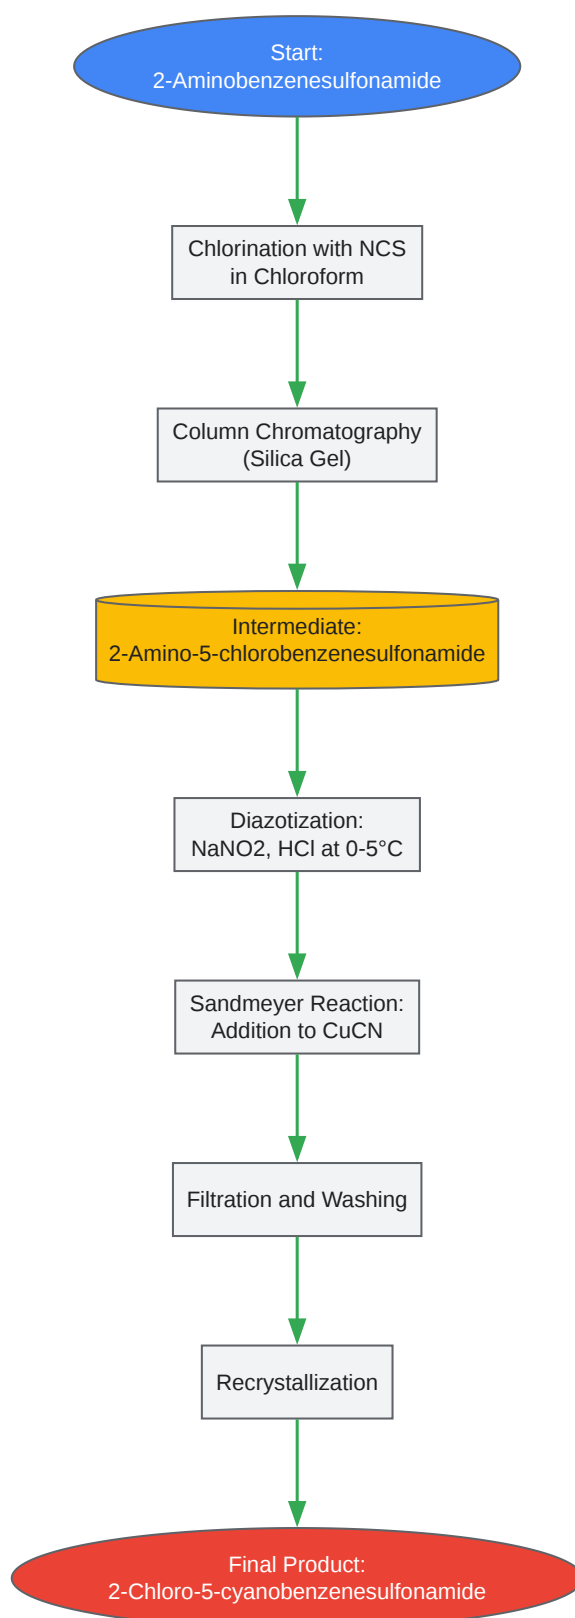 Start:
2-Aminobenzenesulfonamide
Chlorination with NCS
in Chloroform
Column Chromatography
(Silica Gel)
Intermediate:
2-Amino-5-chlorobenzenesulfonamide
Diazotization:
NaNO2, HCl at 0-5°C
Sandmeyer Reaction:
Addition to CuCN
Filtration and Washing
Recrystallization
Final Product:
2-Chloro-5-cyanobenzenesulfonamide